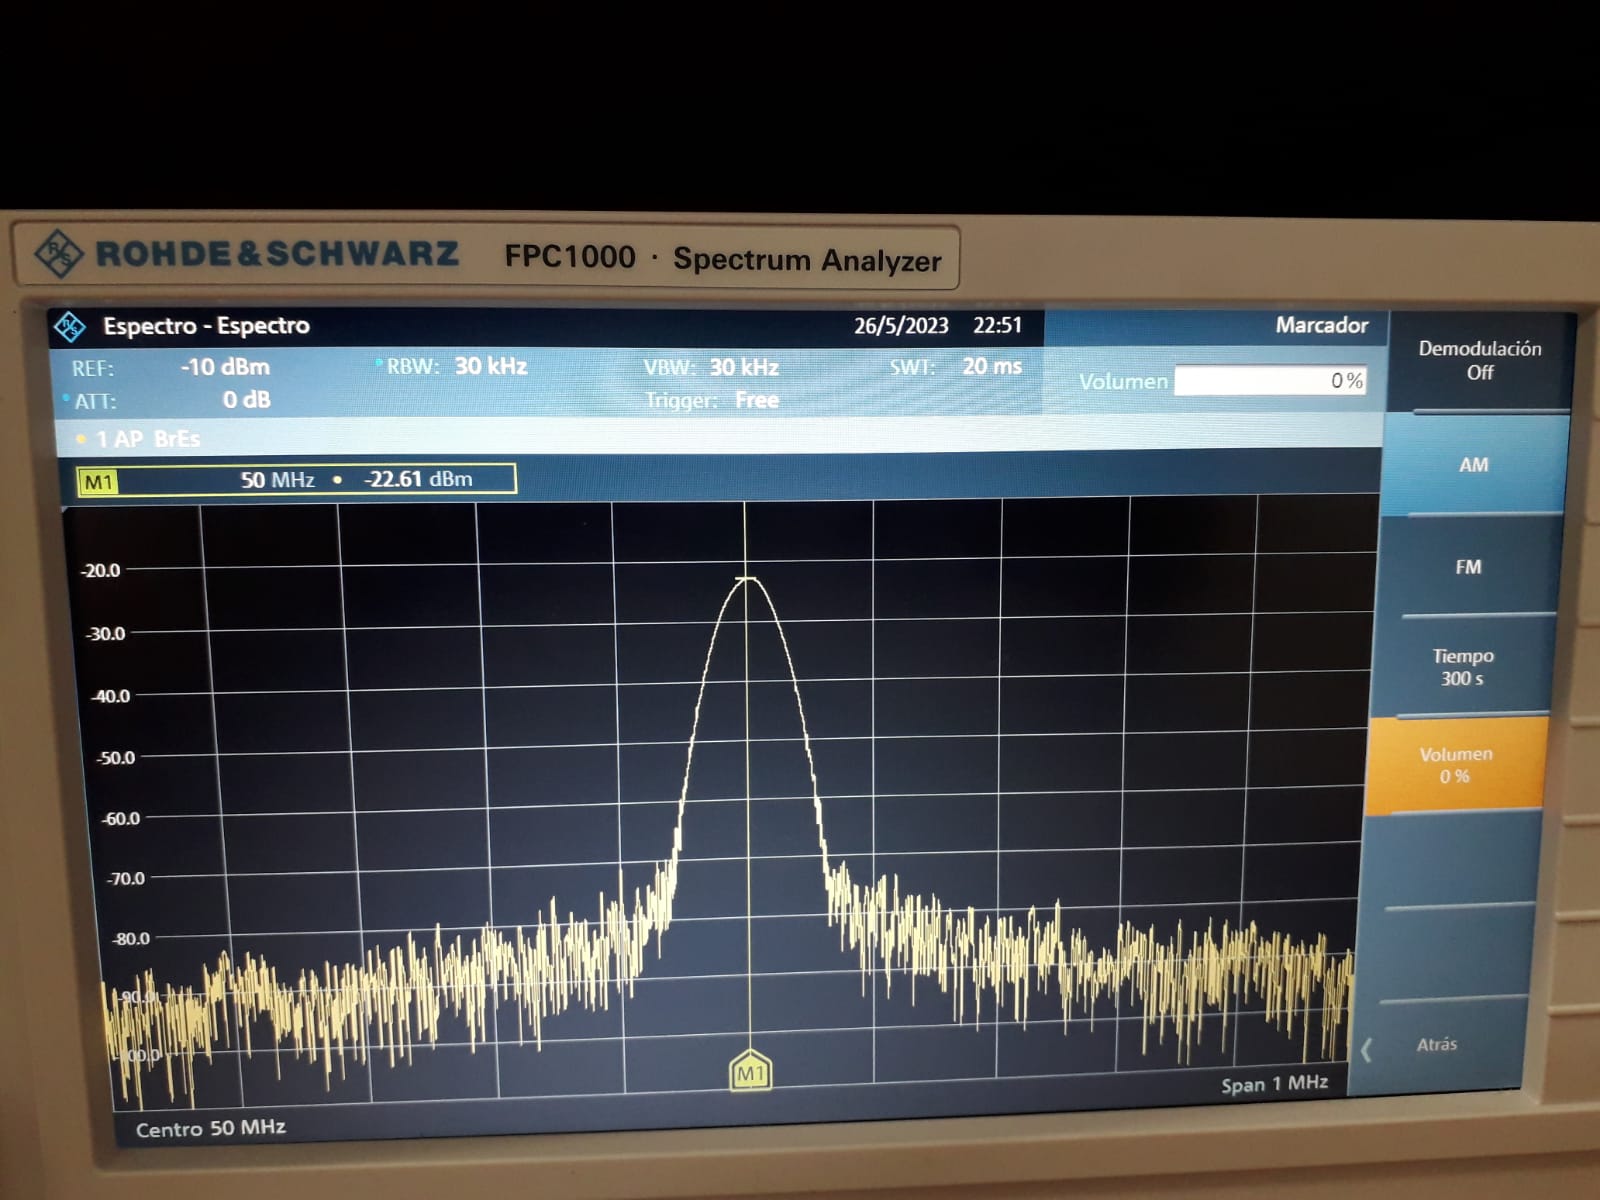 ROHDE&SCHWARZ FPC1000 · Spectrum Analyzer
Espectro - Espectro 26/5/2023 22:51 Marcador
REF: -10 dBm RBW: 30 kHz VBW: 30 kHz SWT: 20 ms
ATT: 0 dB Trigger: Free
Volumen 0 %
1 AP BrEs
M1 50 MHz • -22.61 dBm
-20.0
-30.0
-40.0
-50.0
-60.0
-70.0
-80.0
-90.0
-100.0
M1
Centro 50 MHz Span 1 MHz
Demodulación
Off
AM
FM
Tiempo
300 s
Volumen
0 %
Atrás